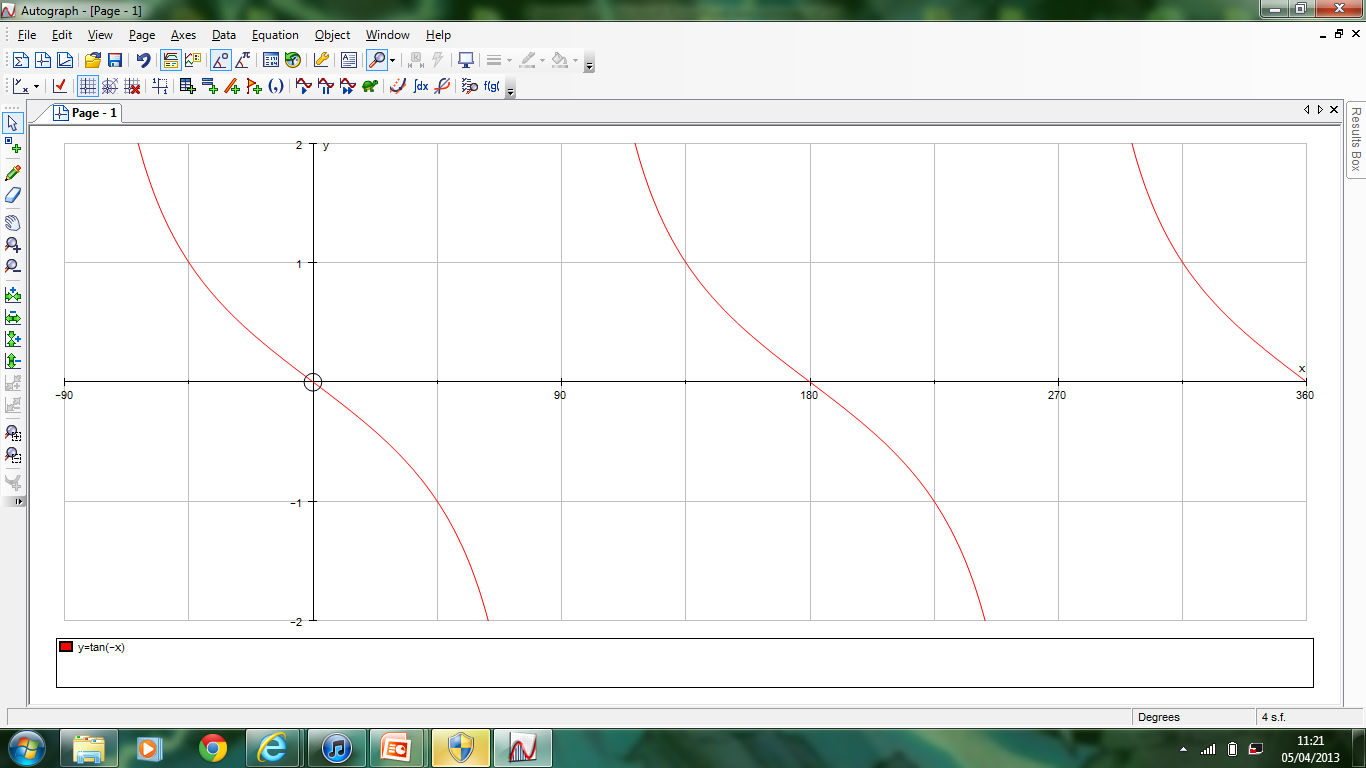 Autograph - [Page - 1]
File Edit View Page Axes Data Equation Object Window Help
∫dx f(g(
Page - 1
Results Box
2 y
1
x
−90 90 180 270 360
−1
−2
y=tan(−x)
Degrees 4 s.f.
11:21
05/04/2013